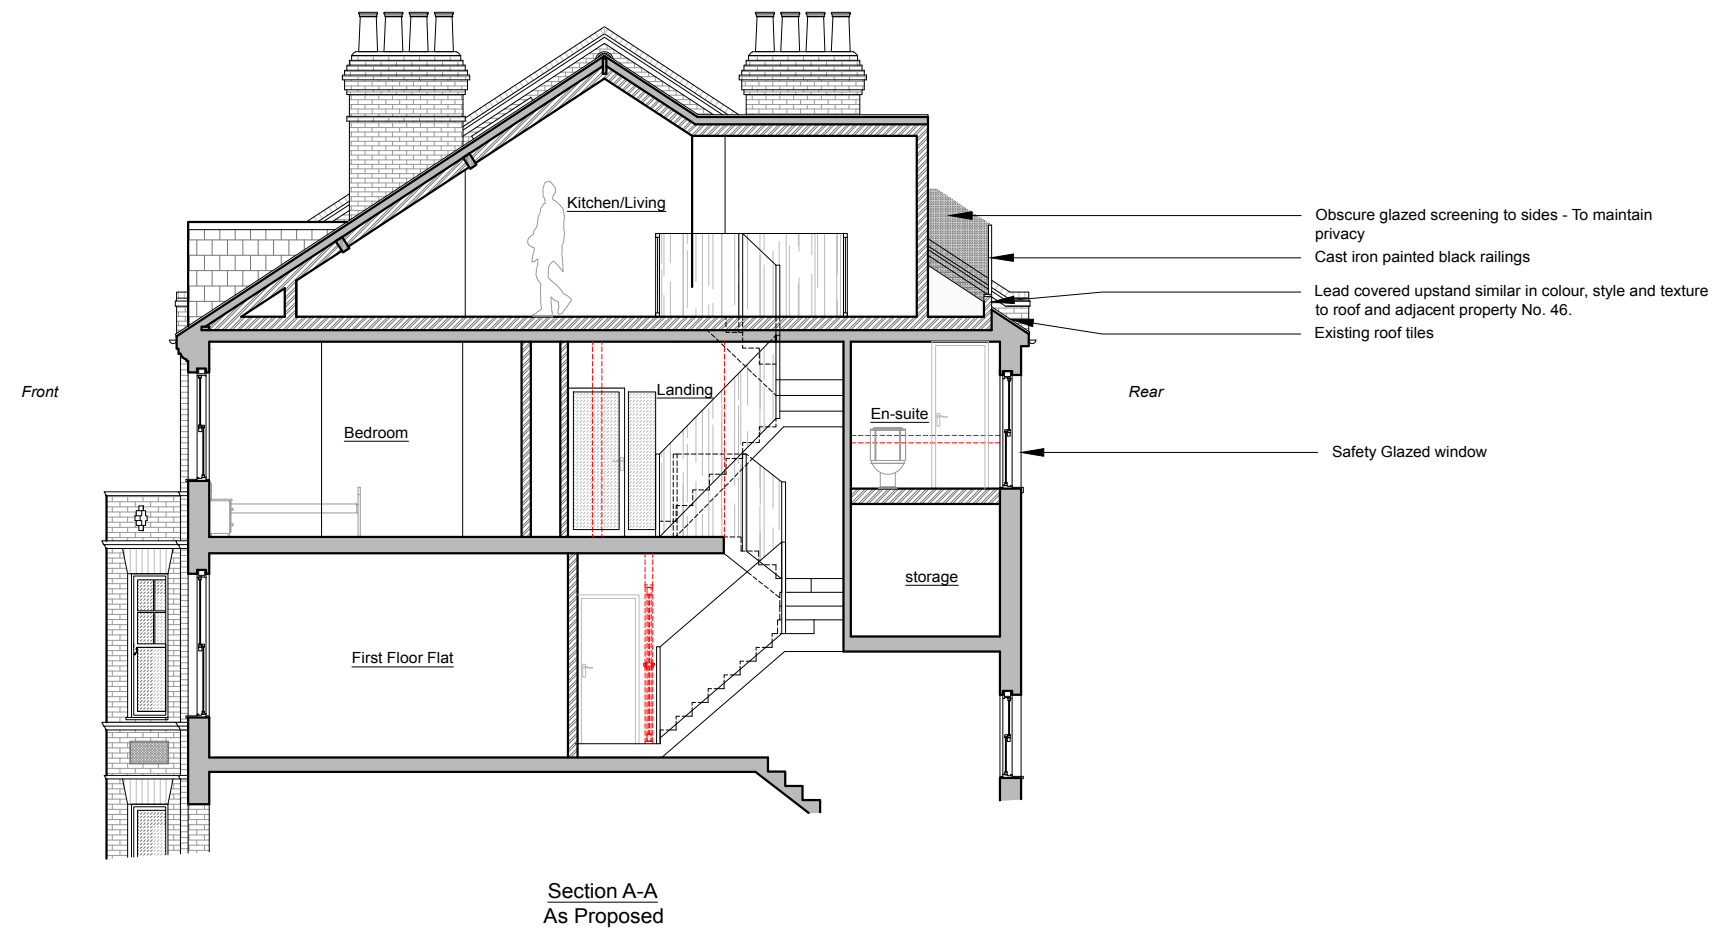 Kitchen/Living
Obscure glazed screening to sides - To maintain
privacy
Cast iron painted black railings
Lead covered upstand similar in colour, style and texture
to roof and adjacent property No. 46.
Existing roof tiles
Front
Landing
Rear
En-suite
Bedroom
Safety Glazed window
storage
First Floor Flat
Section A-A
As Proposed